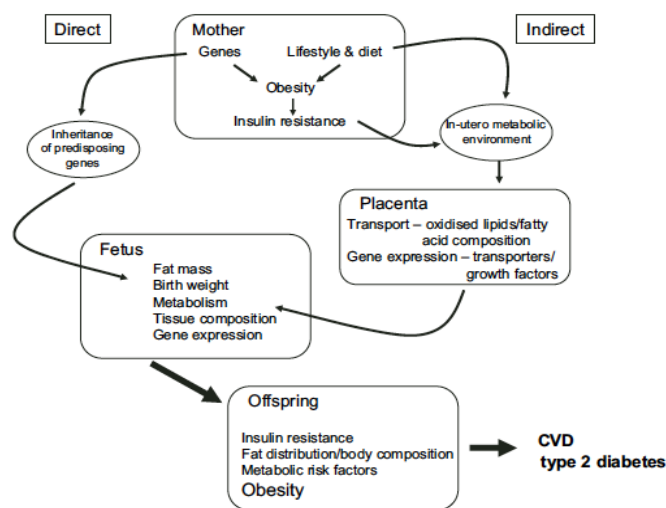 Direct
Mother
Indirect
Genes
Lifestyle & diet
Obesity
Insulin resistance
Inheritance
of predisposing
genes
In-utero metabolic
environment
Placenta
Transport – oxidised lipids/fatty
acid composition
Gene expression – transporters/
growth factors
Fetus
Fat mass
Birth weight
Metabolism
Tissue composition
Gene expression
Offspring
Insulin resistance
Fat distribution/body composition
Metabolic risk factors
Obesity
CVD
type 2 diabetes